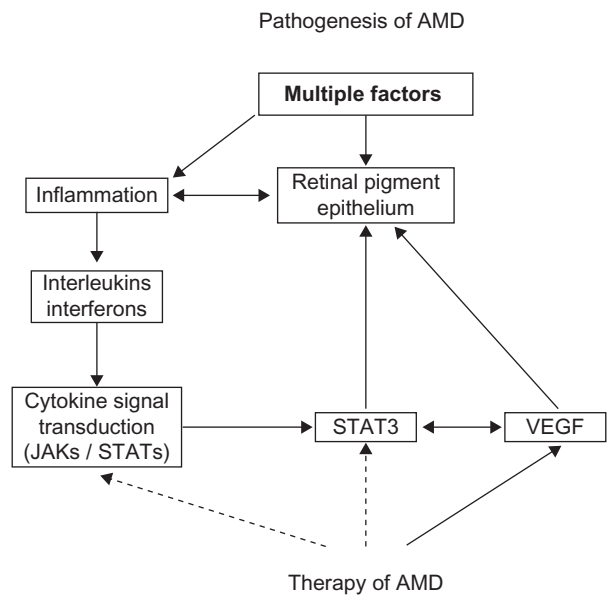 Pathogenesis of AMD
Multiple factors
Inflammation
Retinal pigment
epithelium
Interleukins
interferons
Cytokine signal
transduction
(JAKs / STATs)
STAT3
VEGF
Therapy of AMD